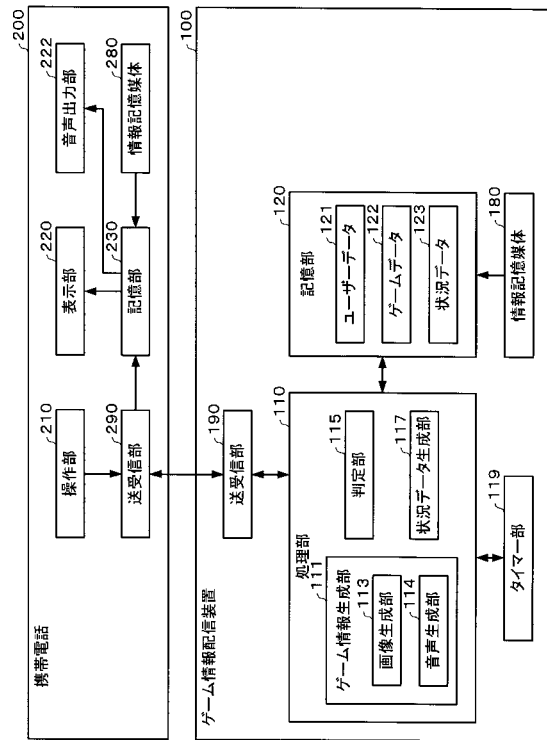 携帯電話
200
操作部
210
表示部
220
音声出力部
222
送受信部
290
記憶部
230
情報記憶媒体
280
ゲーム情報配信装置
100
送受信部
190
処理部
110
ゲーム情報生成部
111
画像生成部
113
音声生成部
114
判定部
115
状況データ生成部
117
記憶部
120
ユーザーデータ
121
ゲームデータ
122
状況データ
123
タイマー部
119
情報記憶媒体
180